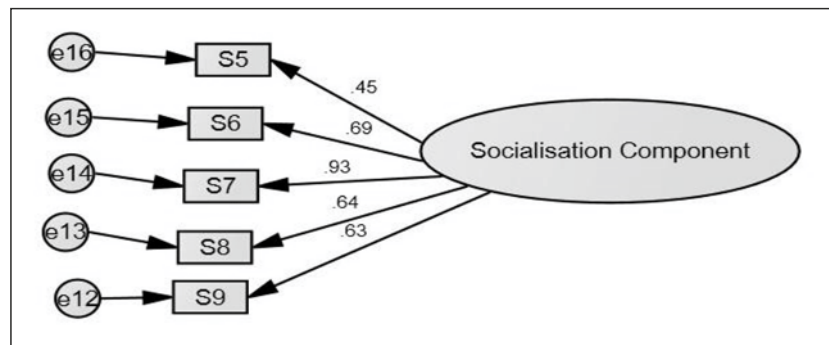 e16
S5
.45
e15
S6
.69
Socialisation Component
e14
S7
.93
.64
e13
S8
.63
e12
S9